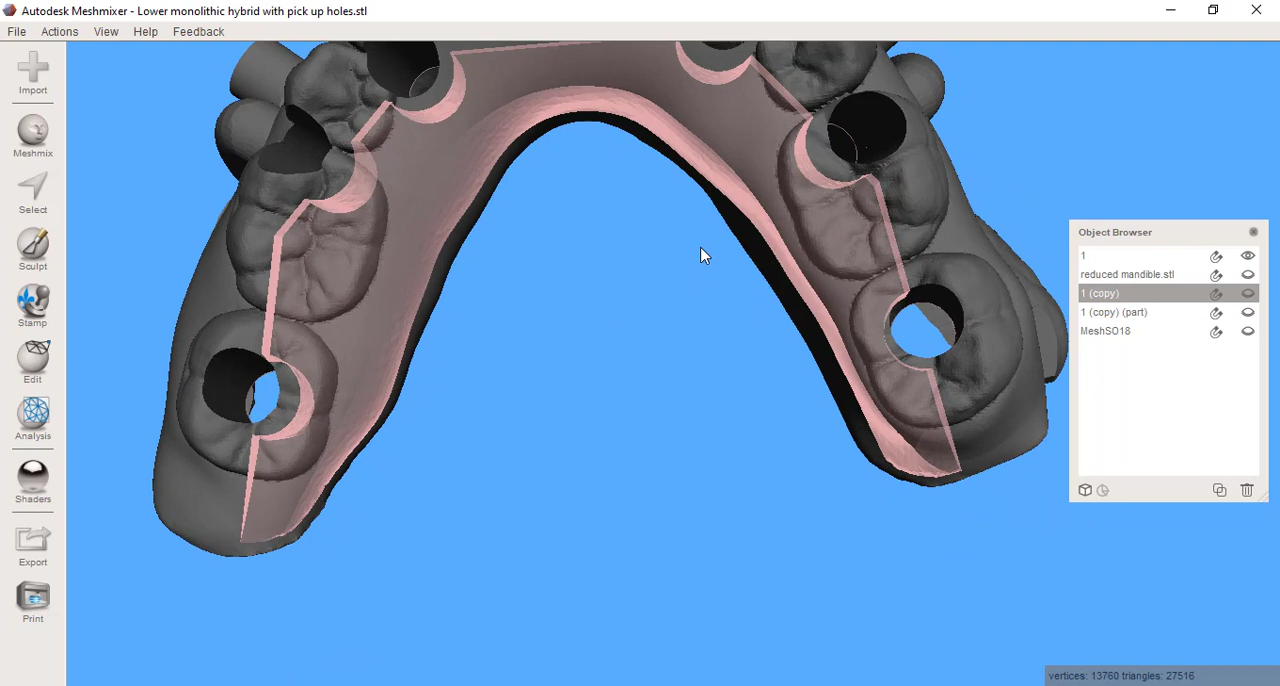 Autodesk Meshmixer - Lower monolithic hybrid with pick up holes.stl
File Actions View Help Feedback
Import
Meshmix
Select
Sculpt
Stamp
Edit
Analysis
Shaders
Export
Print
Object Browser
1
reduced mandible.stl
1 (copy)
1 (copy) (part)
MeshSO18
vertices: 13760 triangles: 27516